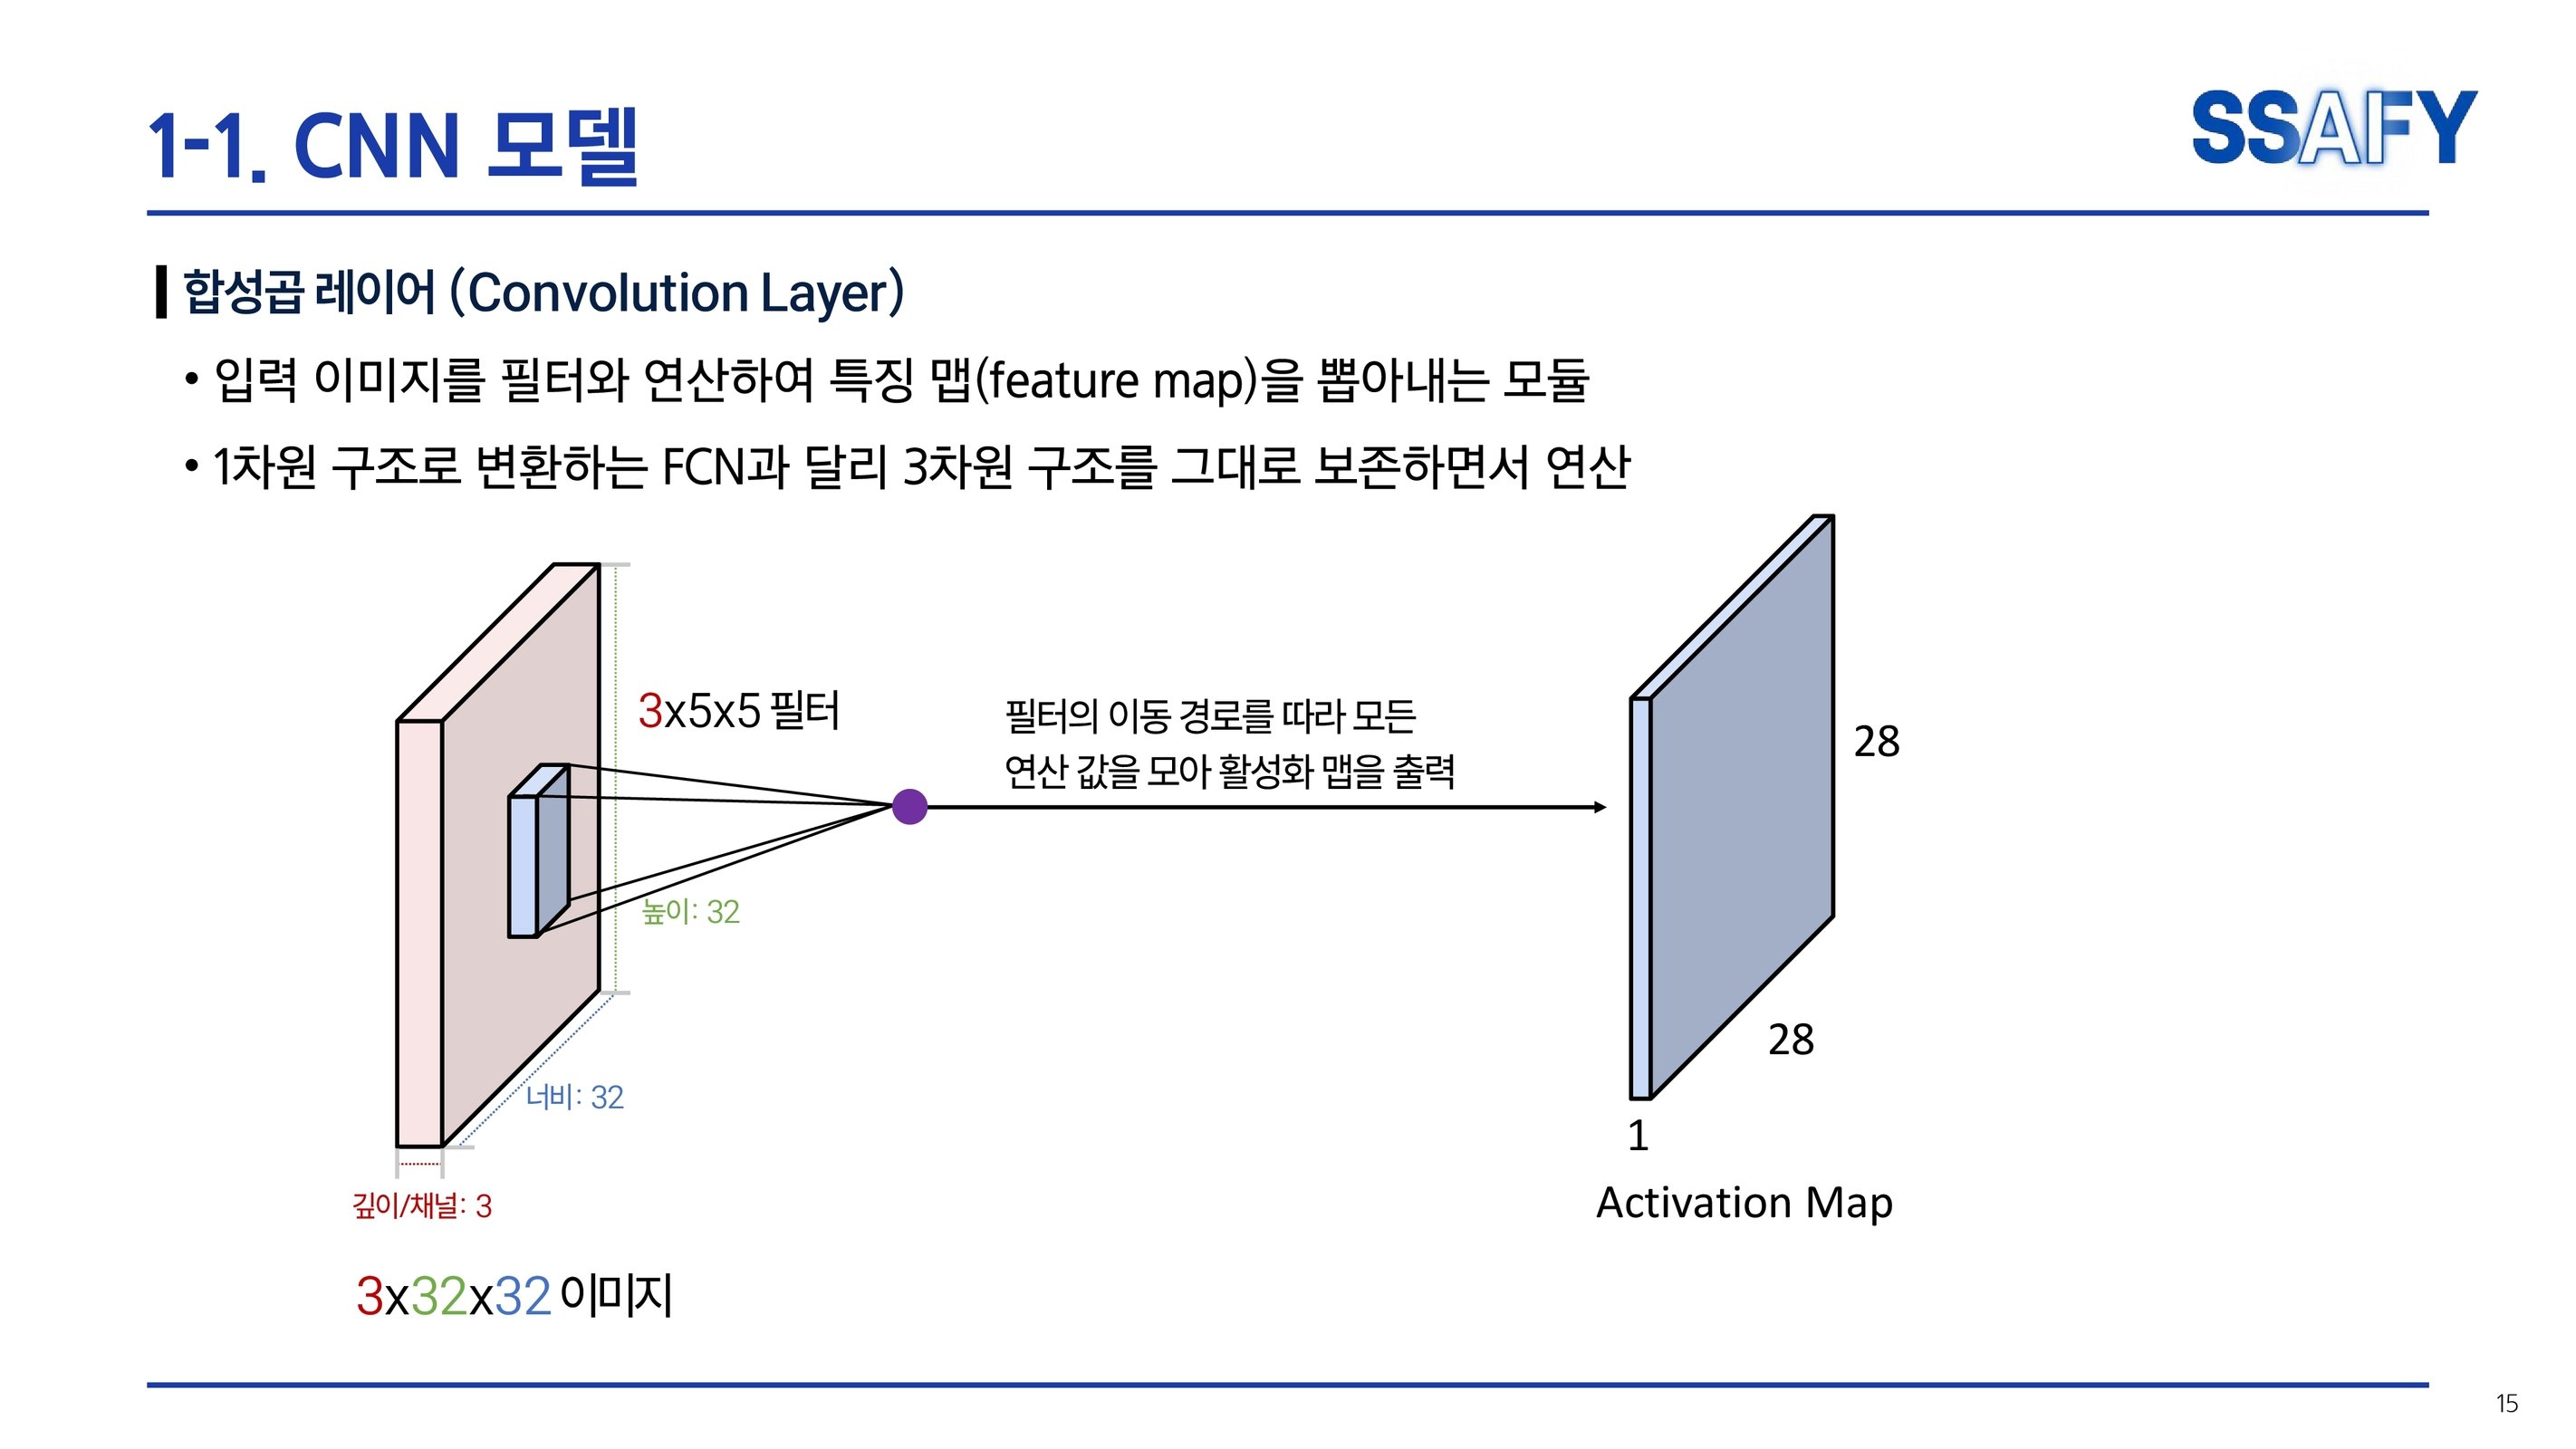 1-1. CNN 모델
SSAFY
합성곱 레이어 (Convolution Layer)
• 입력 이미지를 필터와 연산하여 특징 맵(feature map)을 뽑아내는 모듈
• 1차원 구조로 변환하는 FCN과 달리 3차원 구조를 그대로 보존하면서 연산
3x5x5 필터
필터의 이동 경로를 따라 모든
연산 값을 모아 활성화 맵을 출력
28
높이: 32
28
너비: 32
1
깊이/채널: 3
Activation Map
3x32x32 이미지
15